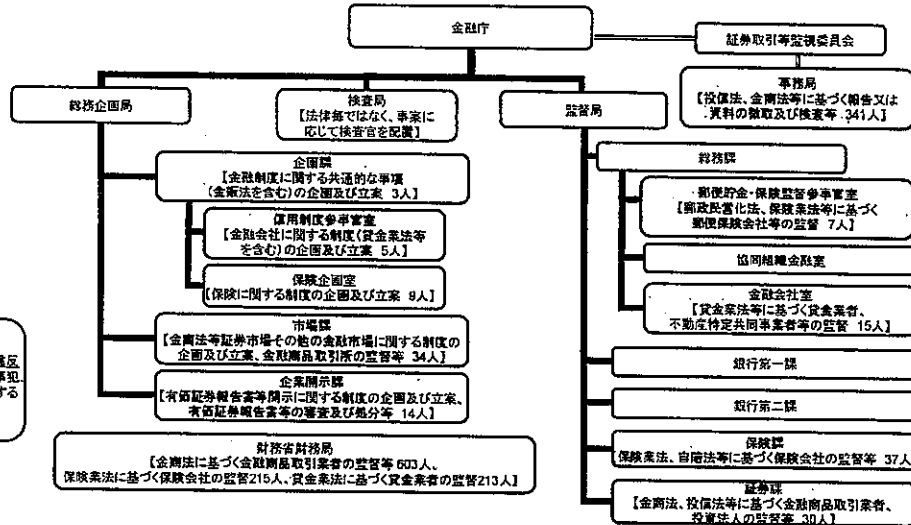 金融庁
証券取引等監視委員会
事務局
【投信法、金商法等に基づく報告又は
資料の徴取及び検査等 341人】
総務企画局
検査局
【法律毎ではなく、事案に
応じて検査官を配置】
監督局
企画課
【金融制度に関する共通的な事項
(金販法を含む)の企画及び立案 3人】
信用制度参事官室
【金融会社に関する制度(貸金業法等
を含む)の企画及び立案 5人】
保険企画室
【保険に関する制度の企画及び立案 9人】
市場課
【金商法等証券市場その他の金融市場に関する制度の
企画及び立案、金融商品取引所の監督等 34人】
企業開示課
【有価証券報告書等開示に関する制度の企画及び立案、
有価証券報告書等の審査及び処分等 14人】
財務省財務局
【金商法に基づく金融商品取引業者の監督等 603人、
保険業法に基づく保険会社の監督215人、貸金業法に基づく貸金業者の監督213人】
総務課
郵便貯金・保険監督参事官室
【郵政民営化法、保険業法等に基づく
郵便保険会社等の監督 7人】
協同組織金融室
金融会社室
【貸金業法等に基づく貸金業者、
不動産特定共同事業者等の監督 15人】
銀行第一課
銀行第二課
保険課
保険業法、自賠法等に基づく保険会社の監督等 37人】
証券課
【金商法、投信法等に基づく金融商品取引業者、
投資法人の監督等 30人】
反
事犯
する